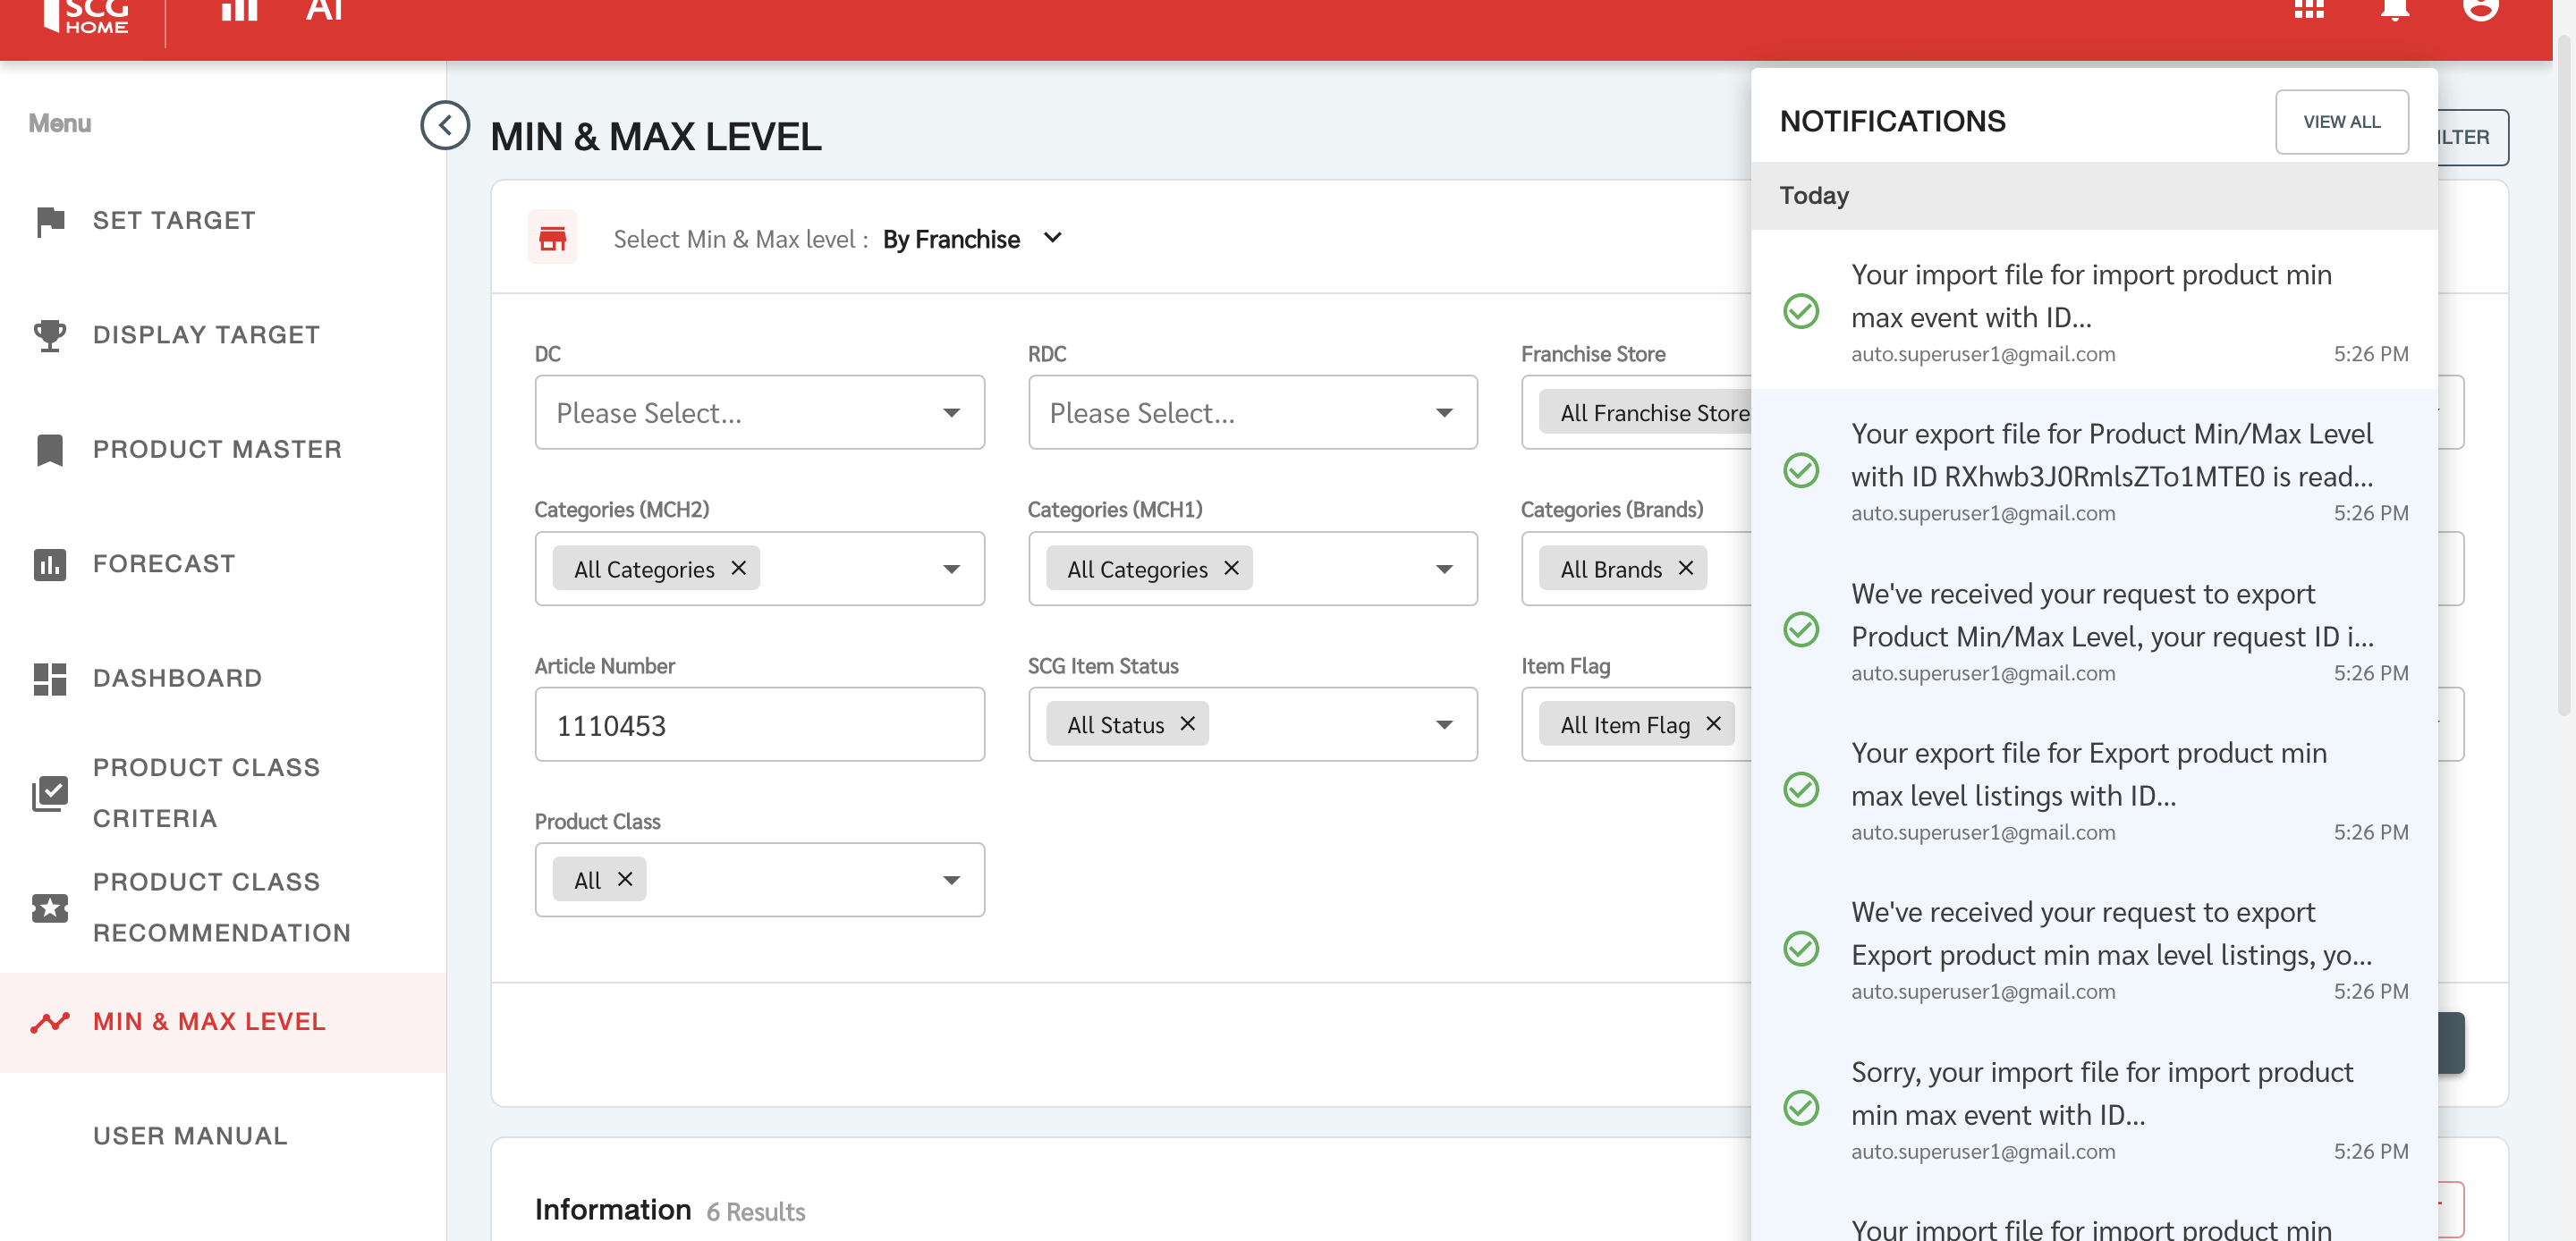 SCG
HOME
AI
Menu
SET TARGET
DISPLAY TARGET
PRODUCT MASTER
FORECAST
DASHBOARD
PRODUCT CLASS
CRITERIA
PRODUCT CLASS
RECOMMENDATION
MIN & MAX LEVEL
USER MANUAL
MIN & MAX LEVEL
Select Min & Max level : By Franchise
DC
Please Select...
RDC
Please Select...
Franchise Store
All Franchise Store
Categories (MCH2)
All Categories
Categories (MCH1)
All Categories
Categories (Brands)
All Brands
Article Number
1110453
SCG Item Status
All Status
Item Flag
All Item Flag
Product Class
All
Information 6 Results
NOTIFICATIONS
VIEW ALL
ILTER
Today
Your import file for import product min
max event with ID...
auto.superuser1@gmail.com 5:26 PM
Your export file for Product Min/Max Level
with ID RXhwb3J0RmlsZTo1MTE0 is read...
auto.superuser1@gmail.com 5:26 PM
We've received your request to export
Product Min/Max Level, your request ID i...
auto.superuser1@gmail.com 5:26 PM
Your export file for Export product min
max level listings with ID...
auto.superuser1@gmail.com 5:26 PM
We've received your request to export
Export product min max level listings, yo...
auto.superuser1@gmail.com 5:26 PM
Sorry, your import file for import product
min max event with ID...
auto.superuser1@gmail.com 5:26 PM
Your import file for import product min